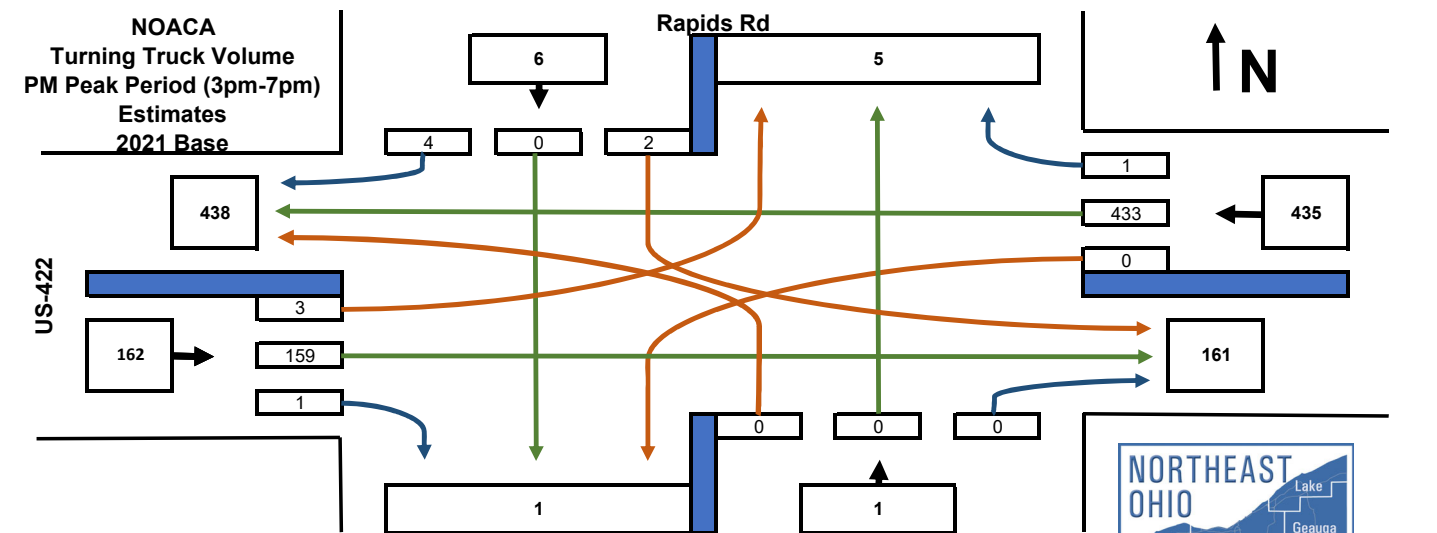 NOACA
Turning Truck Volume
PM Peak Period (3pm-7pm)
Estimates
2021 Base
Rapids Rd
6
5
N
4
0
2
1
438
433
435
0
US-422
3
162
159
161
1
0
0
0
1
1
NORTHEAST
OHIO
Lake
Geauga